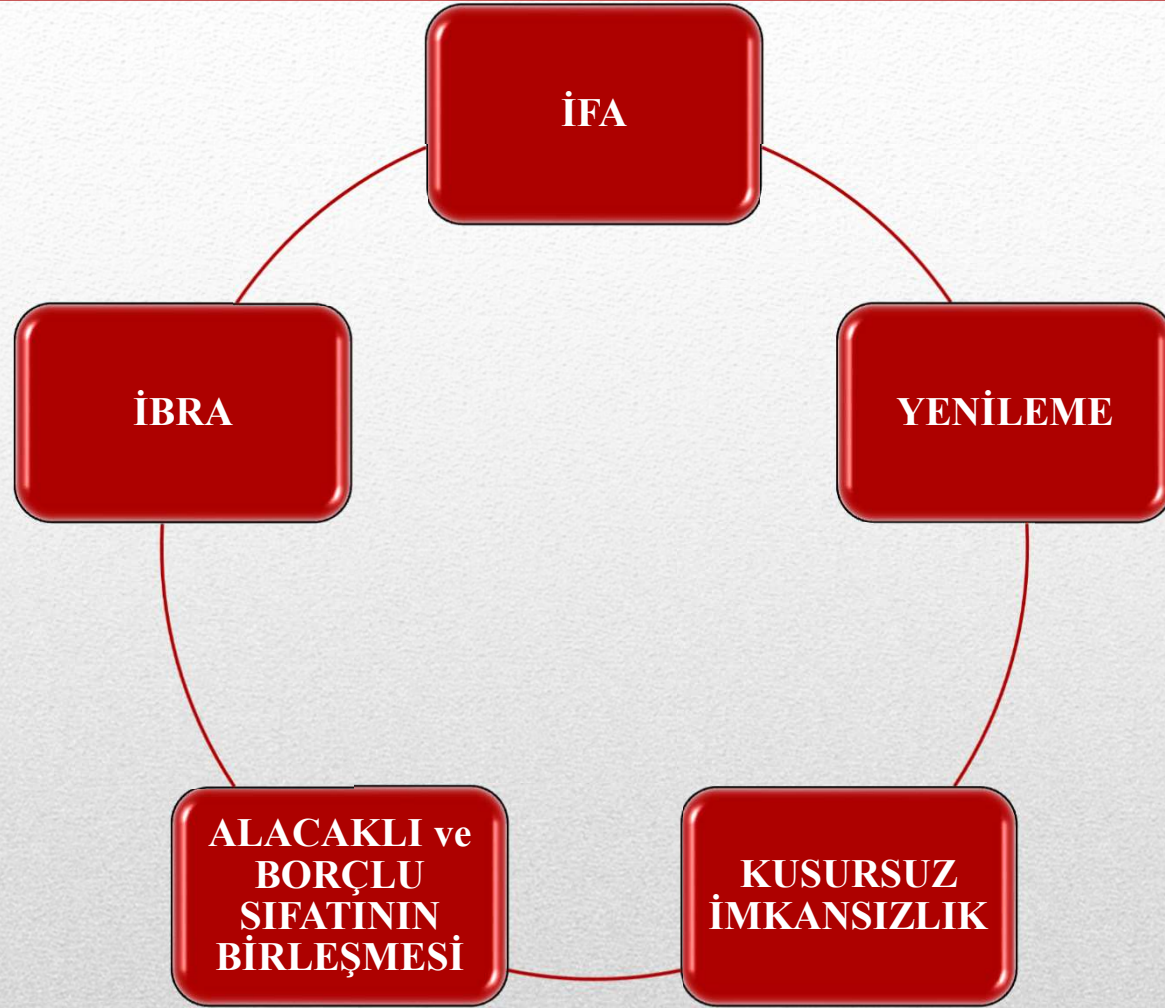 İFA
İBRA
YENİLEME
ALACAKLI ve
BORÇLU
SIFATININ
BİRLEŞMESİ
KUSURSUZ
İMKANSIZLIK